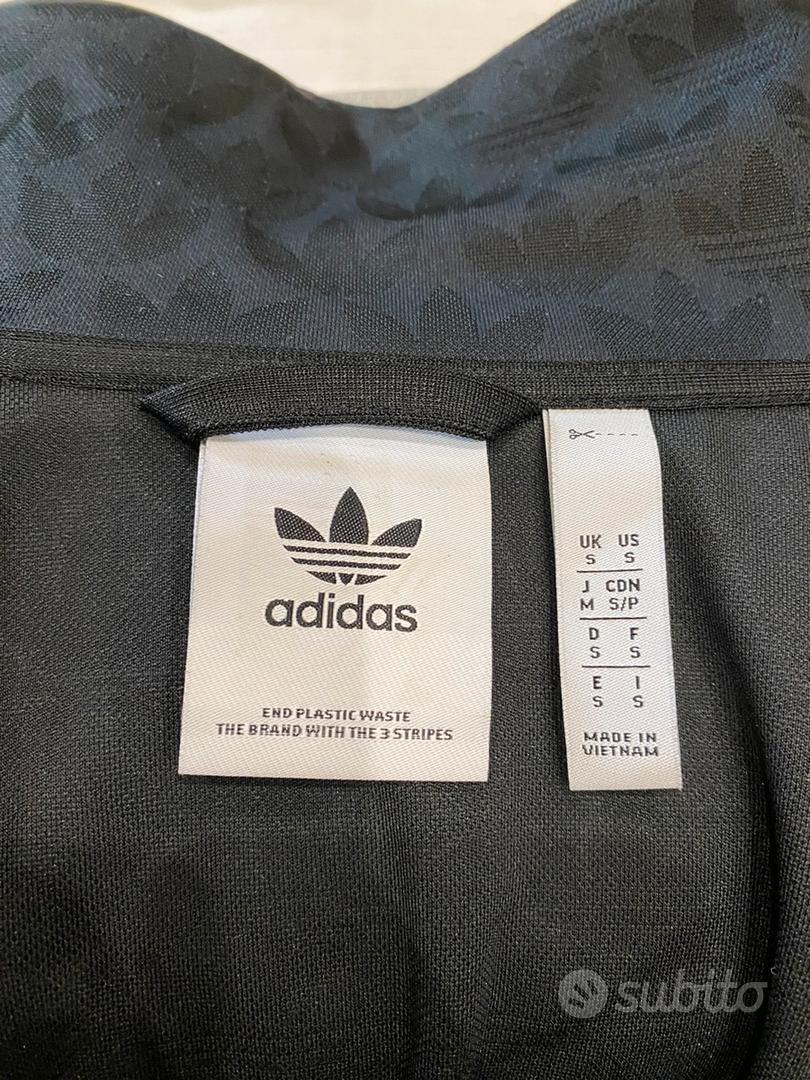 adidas
END PLASTIC WASTE
THE BRAND WITH THE 3 STRIPES
UK US
S S
J CDN
M S/P
D F
S S
E I
S S
MADE IN
VIETNAM
subito